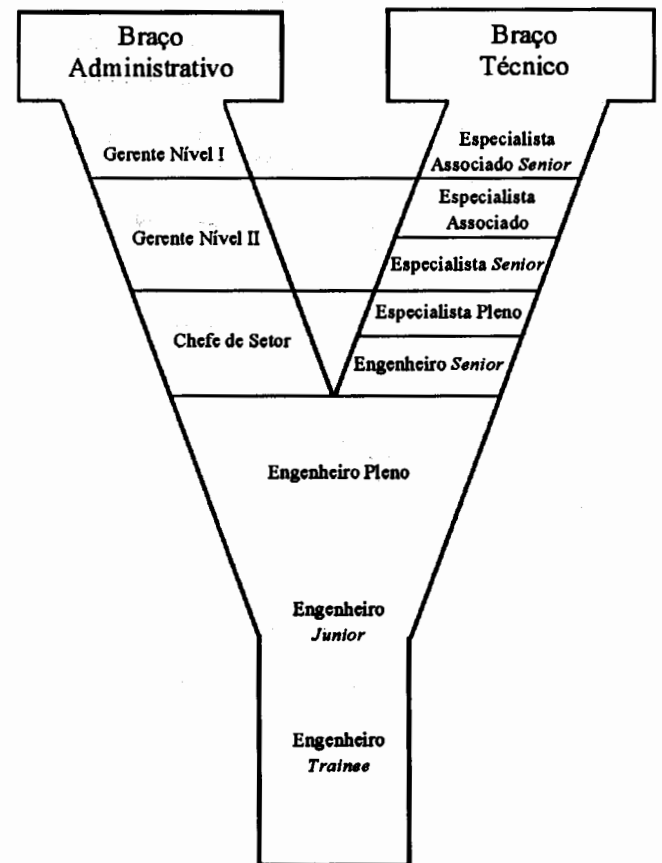 Braço
Administrativo
Braço
Técnico
Gerente Nível I
Especialista
Associado Senior
Gerente Nível II
Especialista
Associado
Especialista Senior
Chefe de Setor
Especialista Pleno
Engenheiro Senior
Engenheiro Pleno
Engenheiro
Junior
Engenheiro
Trainee